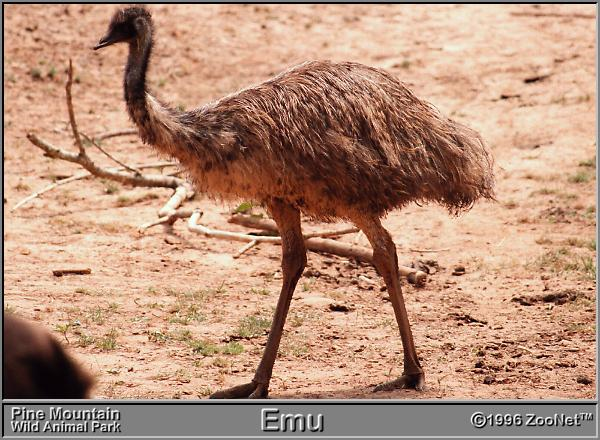 Pine Mountain
Wild Animal Park
Emu
©1996 ZooNet™